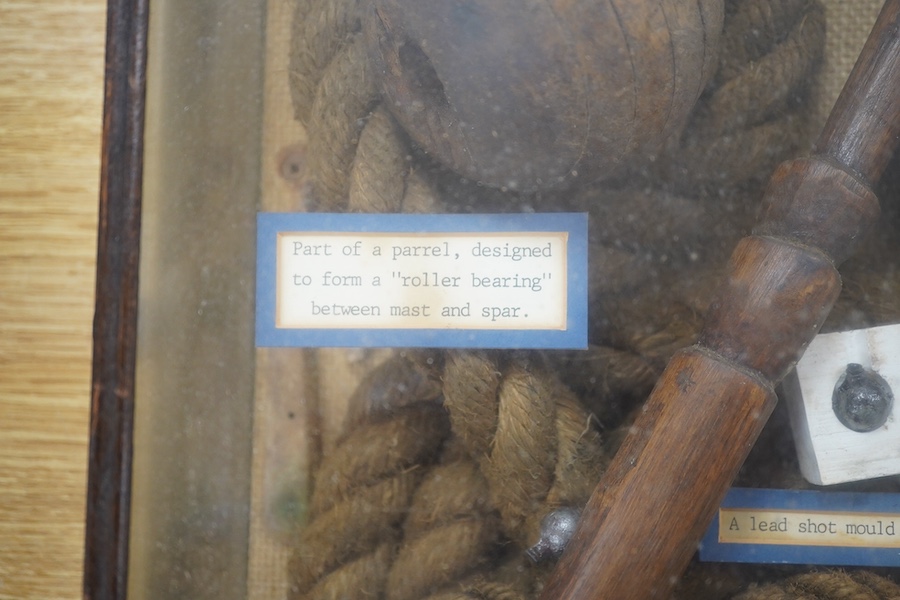 Part of a parrel, designed
to form a "roller bearing"
between mast and spar.
A lead shot mould